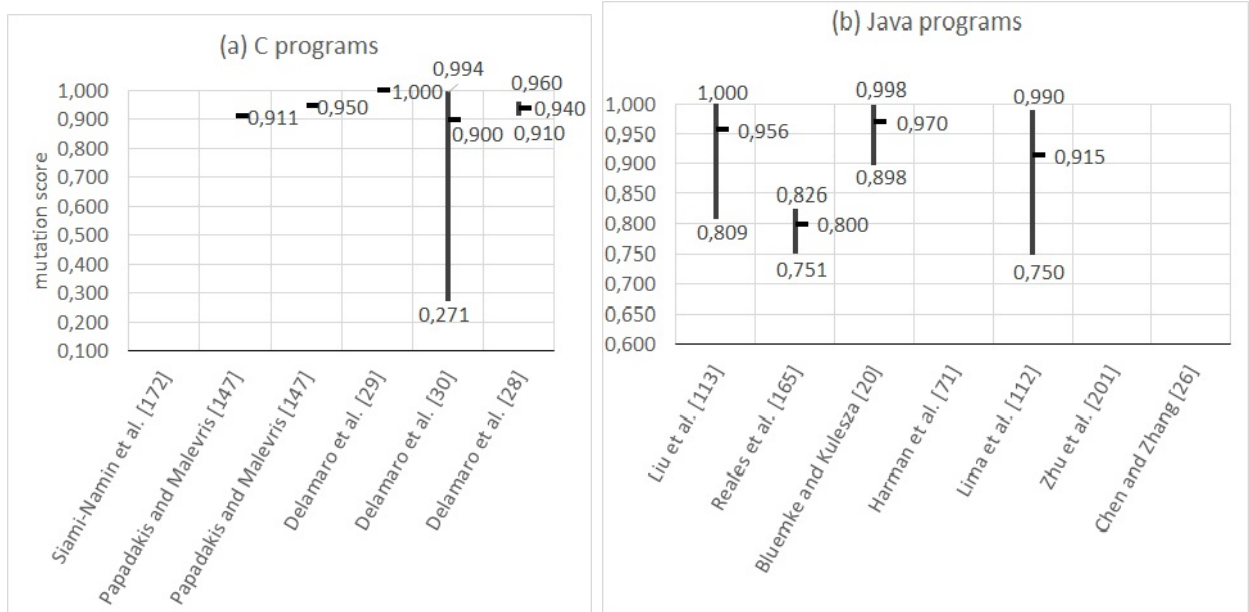 (a) C programs
mutation score
1,000
0,900
0,800
0,700
0,600
0,500
0,400
0,300
0,200
0,100
0,911
0,950
1,000
0,994
0,900
0,271
0,960
0,940
0,910
Siami-Namin et al. [172]
Papadakis and Malevris [147]
Papadakis and Malevris [147]
Delamaro et al. [29]
Delamaro et al. [30]
Delamaro et al. [28]
(b) Java programs
1,000
0,950
0,900
0,850
0,800
0,750
0,700
0,650
0,600
1,000
0,956
0,809
0,826
0,800
0,751
0,998
0,970
0,898
0,990
0,915
0,750
Liu et al. [113]
Reales et al. [165]
Bluemke and Kulesza [20]
Harman et al. [71]
Lima et al. [112]
Zhu et al. [201]
Chen and Zhang [26]